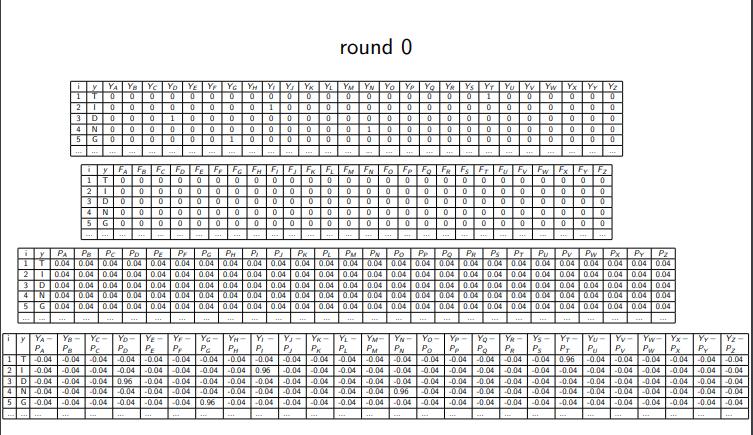 round 0
i y Y_A Y_B Y_C Y_D Y_E Y_F Y_G Y_H Y_I Y_J Y_K Y_L Y_M Y_N Y_O Y_P Y_Q Y_R Y_S Y_T Y_U Y_V Y_W Y_X Y_Y Y_Z
1 T 0 0 0 0 0 0 0 0 0 0 0 0 0 0 0 0 0 0 0 1 0 0 0 0 0 0
2 I 0 0 0 0 0 0 0 0 1 0 0 0 0 0 0 0 0 0 0 0 0 0 0 0 0 0
3 D 0 0 0 1 0 0 0 0 0 0 0 0 0 0 0 0 0 0 0 0 0 0 0 0 0 0
4 N 0 0 0 0 0 0 0 0 0 0 0 0 0 1 0 0 0 0 0 0 0 0 0 0 0 0
5 G 0 0 0 0 0 0 1 0 0 0 0 0 0 0 0 0 0 0 0 0 0 0 0 0 0 0
... ... ... ... ... ... ... ... ... ... ... ... ... ... ... ... ... ... ... ... ... ... ... ... ... ... ... ...
i y F_A F_B F_C F_D F_E F_F F_G F_H F_I F_J F_K F_L F_M F_N F_O F_P F_Q F_R F_S F_T F_U F_V F_W F_X F_Y F_Z
1 T 0 0 0 0 0 0 0 0 0 0 0 0 0 0 0 0 0 0 0 0 0 0 0 0 0 0
2 I 0 0 0 0 0 0 0 0 0 0 0 0 0 0 0 0 0 0 0 0 0 0 0 0 0 0
3 D 0 0 0 0 0 0 0 0 0 0 0 0 0 0 0 0 0 0 0 0 0 0 0 0 0 0
4 N 0 0 0 0 0 0 0 0 0 0 0 0 0 0 0 0 0 0 0 0 0 0 0 0 0 0
5 G 0 0 0 0 0 0 0 0 0 0 0 0 0 0 0 0 0 0 0 0 0 0 0 0 0 0
... ... ... ... ... ... ... ... ... ... ... ... ... ... ... ... ... ... ... ... ... ... ... ... ... ... ... ...
i y P_A P_B P_C P_D P_E P_F P_G P_H P_I P_J P_K P_L P_M P_N P_O P_P P_Q P_R P_S P_T P_U P_V P_W P_X P_Y P_Z
1 T 0.04 0.04 0.04 0.04 0.04 0.04 0.04 0.04 0.04 0.04 0.04 0.04 0.04 0.04 0.04 0.04 0.04 0.04 0.04 0.04 0.04 0.04 0.04 0.04 0.04 0.04
2 I 0.04 0.04 0.04 0.04 0.04 0.04 0.04 0.04 0.04 0.04 0.04 0.04 0.04 0.04 0.04 0.04 0.04 0.04 0.04 0.04 0.04 0.04 0.04 0.04 0.04 0.04
3 D 0.04 0.04 0.04 0.04 0.04 0.04 0.04 0.04 0.04 0.04 0.04 0.04 0.04 0.04 0.04 0.04 0.04 0.04 0.04 0.04 0.04 0.04 0.04 0.04 0.04 0.04
4 N 0.04 0.04 0.04 0.04 0.04 0.04 0.04 0.04 0.04 0.04 0.04 0.04 0.04 0.04 0.04 0.04 0.04 0.04 0.04 0.04 0.04 0.04 0.04 0.04 0.04 0.04
5 G 0.04 0.04 0.04 0.04 0.04 0.04 0.04 0.04 0.04 0.04 0.04 0.04 0.04 0.04 0.04 0.04 0.04 0.04 0.04 0.04 0.04 0.04 0.04 0.04 0.04 0.04
... ... ... ... ... ... ... ... ... ... ... ... ... ... ... ... ... ... ... ... ... ... ... ... ... ... ... ...
i y Y_A − Y_B − Y_C − Y_D − Y_E − Y_F − Y_G − Y_H − Y_I − Y_J − Y_K − Y_L − Y_M − Y_N − Y_O − Y_P − Y_Q − Y_R − Y_S − Y_T − Y_U − Y_V − Y_W − Y_X − Y_Y − Y_Z −
P_A P_B P_C P_D P_E P_F P_G P_H P_I P_J P_K P_L P_M P_N P_O P_P P_Q P_R P_S P_T P_U P_V P_W P_X P_Y P_Z
1 T -0.04 -0.04 -0.04 -0.04 -0.04 -0.04 -0.04 -0.04 -0.04 -0.04 -0.04 -0.04 -0.04 -0.04 -0.04 -0.04 -0.04 -0.04 -0.04 0.96 -0.04 -0.04 -0.04 -0.04 -0.04 -0.04
2 I -0.04 -0.04 -0.04 -0.04 -0.04 -0.04 -0.04 -0.04 0.96 -0.04 -0.04 -0.04 -0.04 -0.04 -0.04 -0.04 -0.04 -0.04 -0.04 -0.04 -0.04 -0.04 -0.04 -0.04 -0.04 -0.04
3 D -0.04 -0.04 -0.04 0.96 -0.04 -0.04 -0.04 -0.04 -0.04 -0.04 -0.04 -0.04 -0.04 -0.04 -0.04 -0.04 -0.04 -0.04 -0.04 -0.04 -0.04 -0.04 -0.04 -0.04 -0.04 -0.04
4 N -0.04 -0.04 -0.04 -0.04 -0.04 -0.04 -0.04 -0.04 -0.04 -0.04 -0.04 -0.04 -0.04 0.96 -0.04 -0.04 -0.04 -0.04 -0.04 -0.04 -0.04 -0.04 -0.04 -0.04 -0.04 -0.04
5 G -0.04 -0.04 -0.04 -0.04 -0.04 -0.04 0.96 -0.04 -0.04 -0.04 -0.04 -0.04 -0.04 -0.04 -0.04 -0.04 -0.04 -0.04 -0.04 -0.04 -0.04 -0.04 -0.04 -0.04 -0.04 -0.04
... ... ... ... ... ... ... ... ... ... ... ... ... ... ... ... ... ... ... ... ... ... ... ... ... ... ... ...